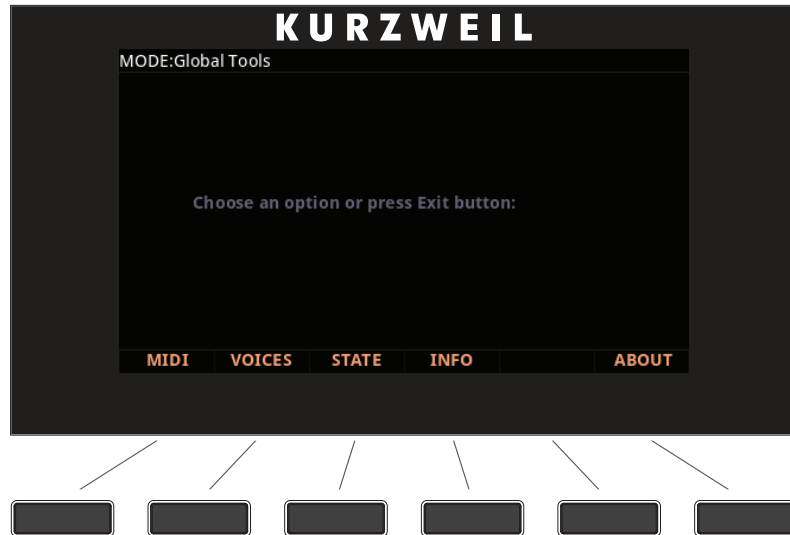 KURZWEIL
MODE:Global Tools
Choose an option or press Exit button:
MIDI VOICES STATE INFO ABOUT